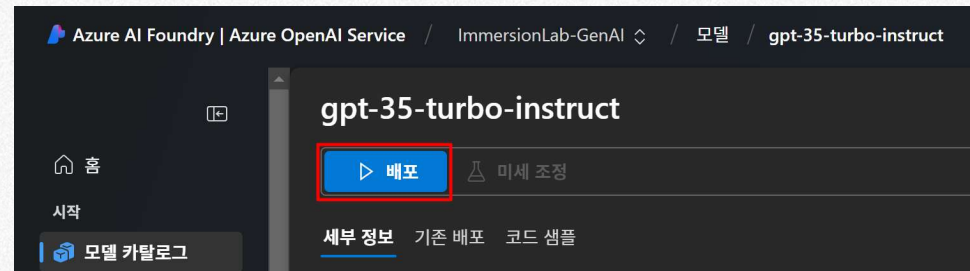 Azure AI Foundry | Azure OpenAI Service / ImmersionLab-GenAI / 모델 / gpt-35-turbo-instruct
gpt-35-turbo-instruct
홈
배포 미세 조정
시작
세부 정보 기존 배포 코드 샘플
모델 카탈로그